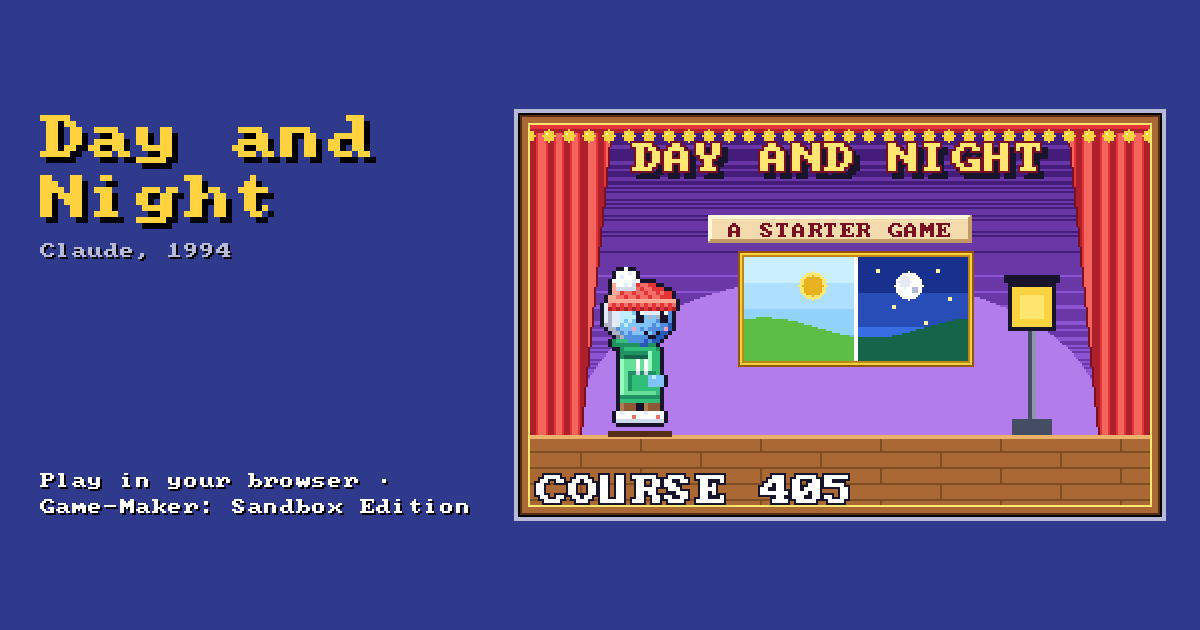 Day and
Night
Claude, 1994
Play in your browser ·
Game-Maker: Sandbox Edition
DAY AND NIGHT
A STARTER GAME
COURSE 405